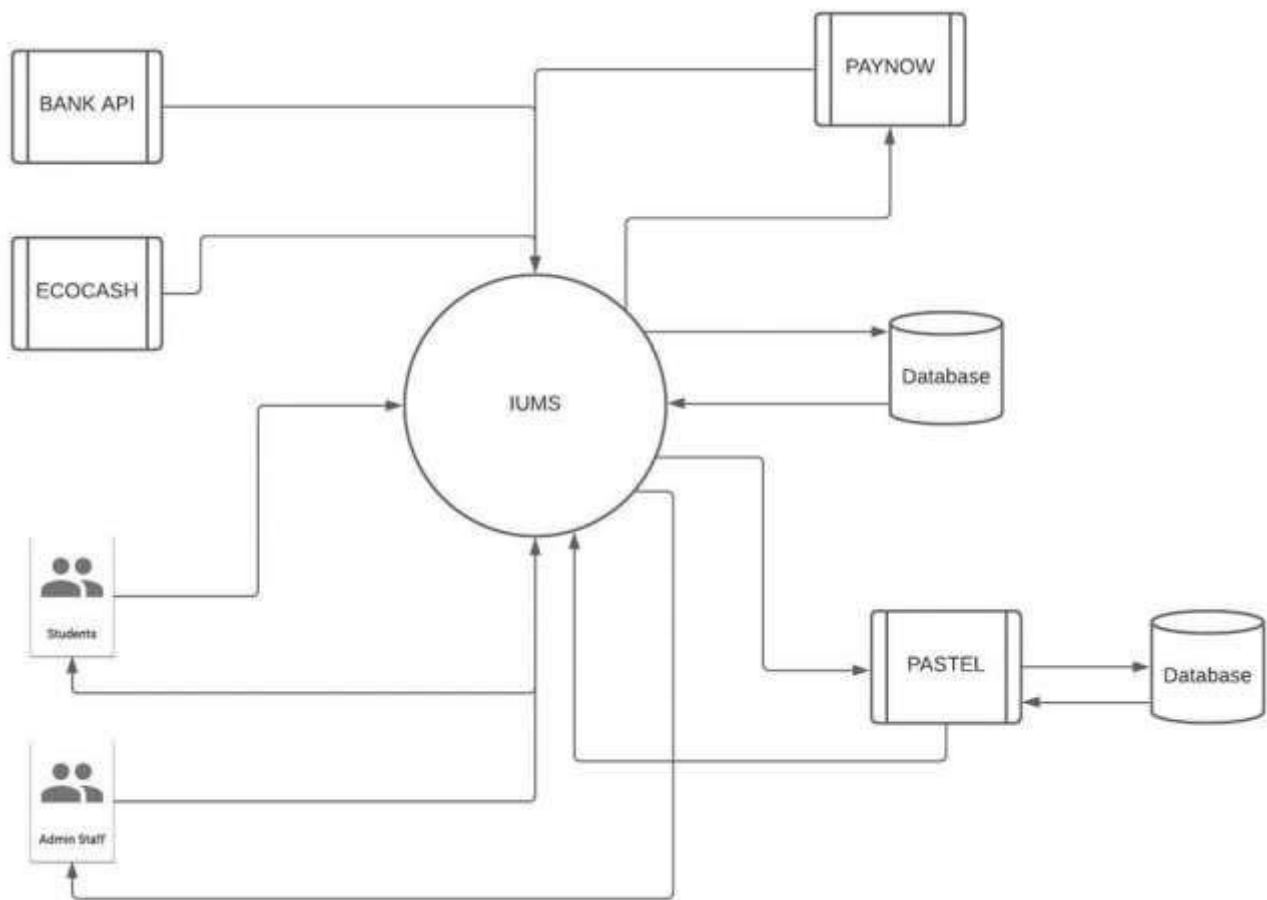 PAYNOW
BANK API
ECOCASH
Database
IUMS
Students
PASTEL
Database
Admin Staff